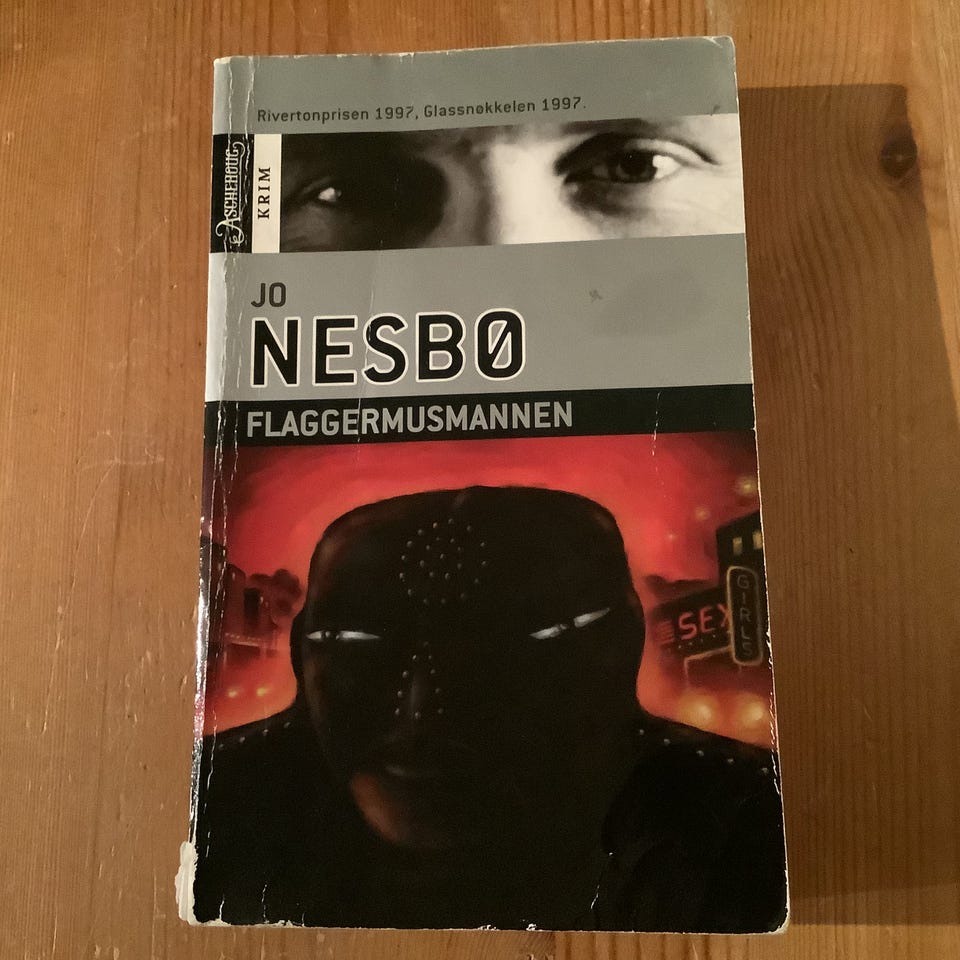 Rivertonprisen 1997, Glassnøkkelen 1997.
ASCHEHOUG
KRIM
JO
NESBØ
FLAGGERMUSMANNEN
SEX
GIRLS